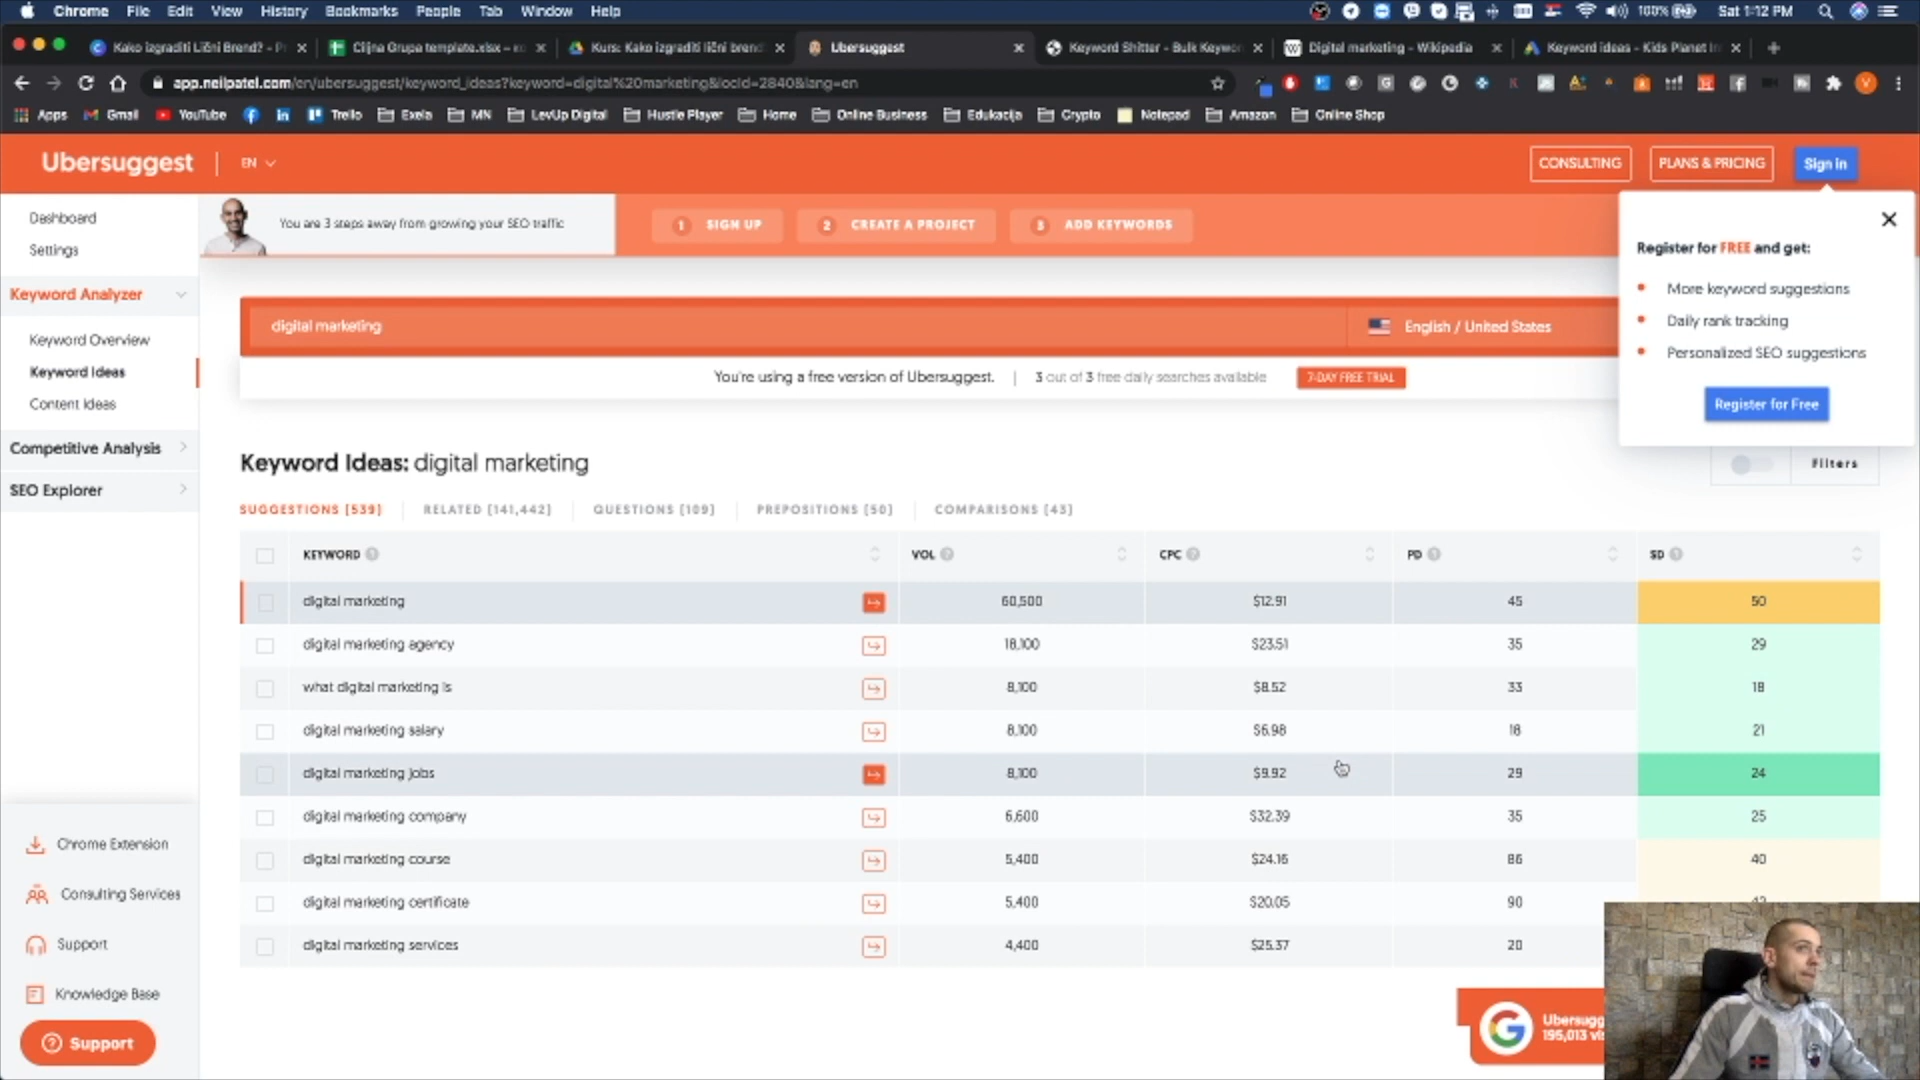 Chrome File Edit View History Bookmarks People Tab Window Help 100% Sat 1:12 PM
Kako izgraditi Lični Brend? - Pr
Ciljna Grupa template.xlsx
Kurs: Kako izgraditi lični brend
Ubersuggest
Keyword Shitter - Bulk Keywor
Digital marketing - Wikipedia
Keyword ideas - Kids Planet
app.neilpatel.com/en/ubersuggest/keyword_ideas?keyword=digital%20marketing&locId=2840&lang=en
Apps Gmail YouTube Trello Exela MN LevUp Digital Hustle Player Home Online Business Edukacija Crypto Notepad Amazon Online Shop
Ubersuggest EN CONSULTING PLANS & PRICING Sign in
You are 3 steps away from growing your SEO traffic
1 SIGN UP 2 CREATE A PROJECT 3 ADD KEYWORDS
Register for FREE and get:
More keyword suggestions
Daily rank tracking
Personalized SEO suggestions
Register for Free
Dashboard
Settings
Keyword Analyzer
Keyword Overview
Keyword Ideas
Content Ideas
Competitive Analysis
SEO Explorer
Chrome Extension
Consulting Services
Support
Knowledge Base
Support
digital marketing English / United States
You're using a free version of Ubersuggest. | 3 out of 3 free daily searches available 7-DAY FREE TRIAL
Keyword Ideas: digital marketing
Filters
SUGGESTIONS (539) RELATED (141,442) QUESTIONS (109) PREPOSITIONS (50) COMPARISONS (43)
KEYWORD VOL CPC PD SD
digital marketing 60,500 $12.91 45 50
digital marketing agency 18,100 $23.51 35 29
what digital marketing is 8,100 $8.52 33 18
digital marketing salary 8,100 $6.98 18 21
digital marketing jobs 8,100 $9.92 29 24
digital marketing company 6,600 $32.39 35 25
digital marketing course 5,400 $24.16 86 40
digital marketing certificate 5,400 $20.05 90
digital marketing services 4,400 $25.37 20
Ubersugg
195,013 vi